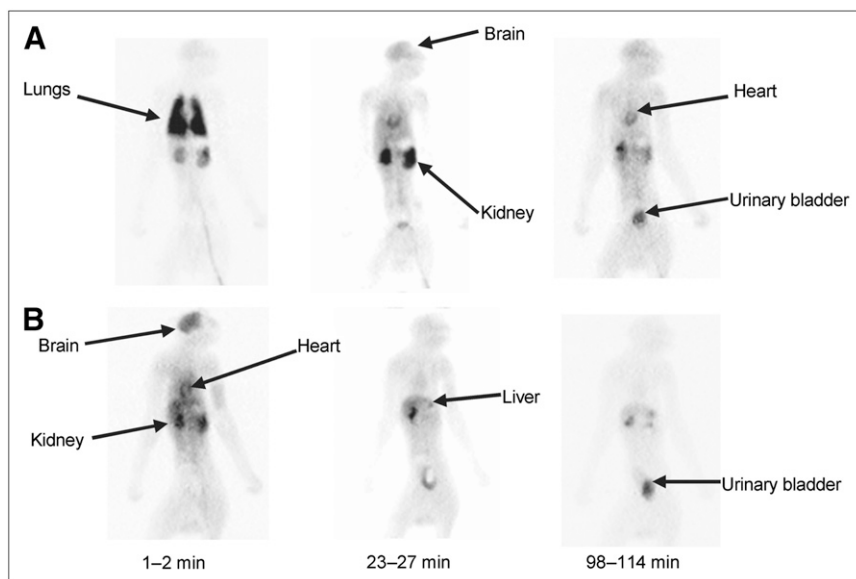 A
Brain
Lungs
Heart
Kidney
Urinary bladder
B
Brain
Heart
Liver
Kidney
Urinary bladder
1–2 min
23–27 min
98–114 min